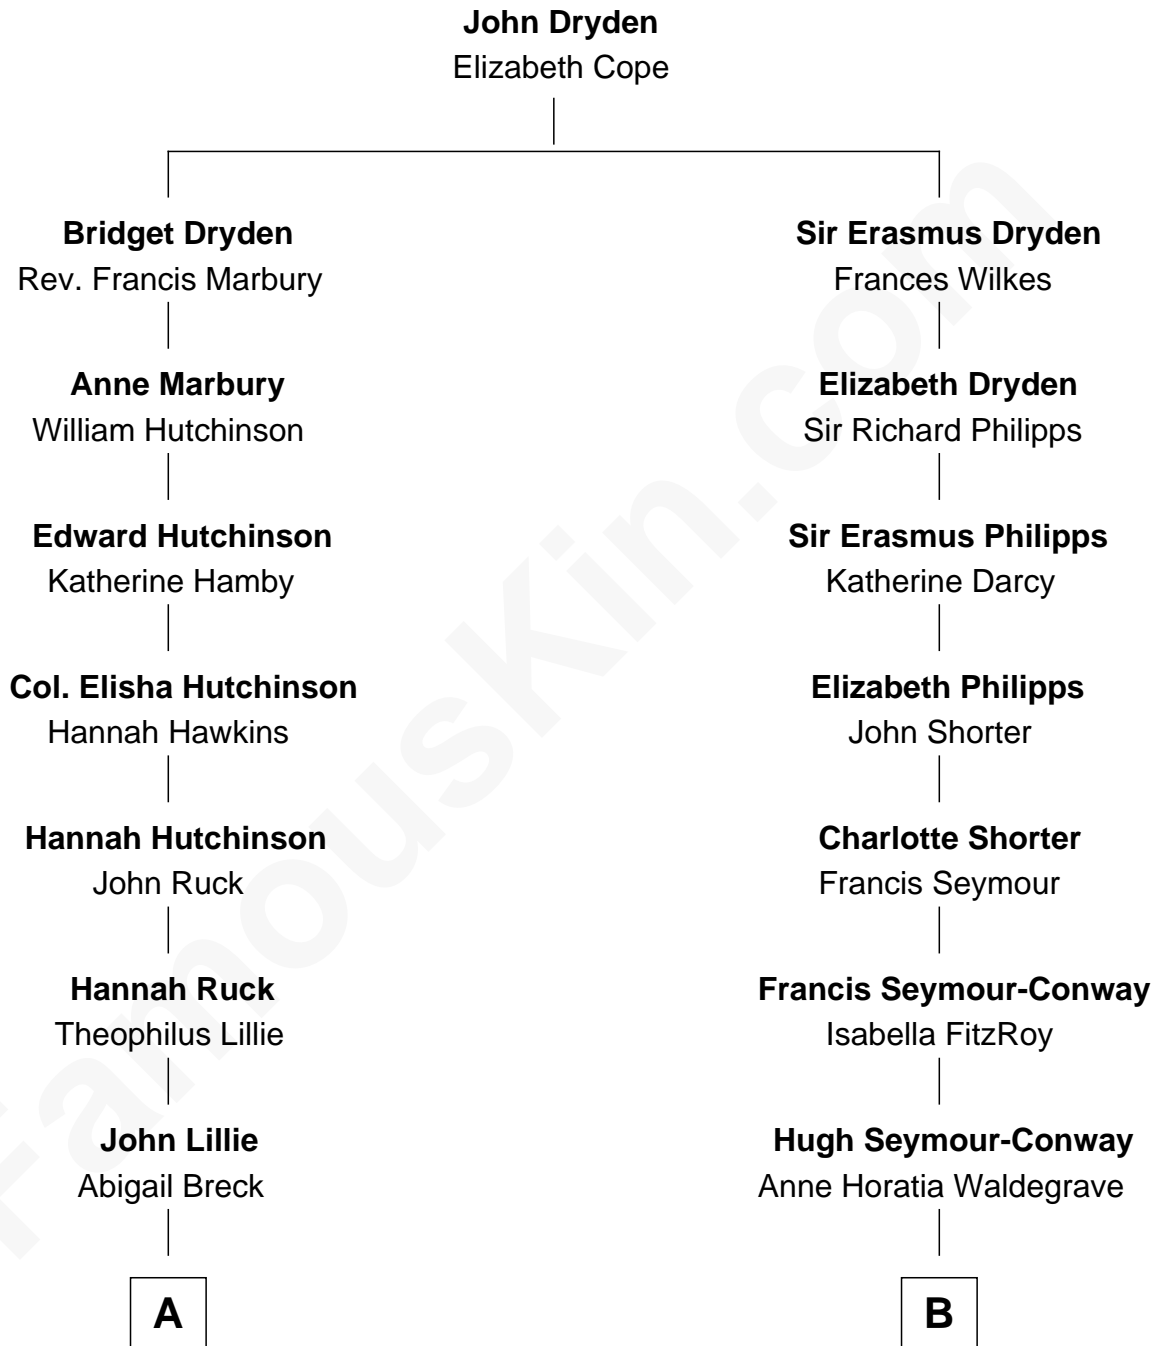 John Dryden
Elizabeth Cope
Bridget Dryden
Rev. Francis Marbury
Sir Erasmus Dryden
Frances Wilkes
Anne Marbury
William Hutchinson
Elizabeth Dryden
Sir Richard Philipps
Edward Hutchinson
Katherine Hamby
Sir Erasmus Philipps
Katherine Darcy
Col. Elisha Hutchinson
Hannah Hawkins
Elizabeth Philipps
John Shorter
Hannah Hutchinson
John Ruck
Charlotte Shorter
Francis Seymour
Hannah Ruck
Theophilus Lillie
Francis Seymour-Conway
Isabella FitzRoy
John Lillie
Abigail Breck
Hugh Seymour-Conway
Anne Horatia Waldegrave
A
B
FamousKin.com